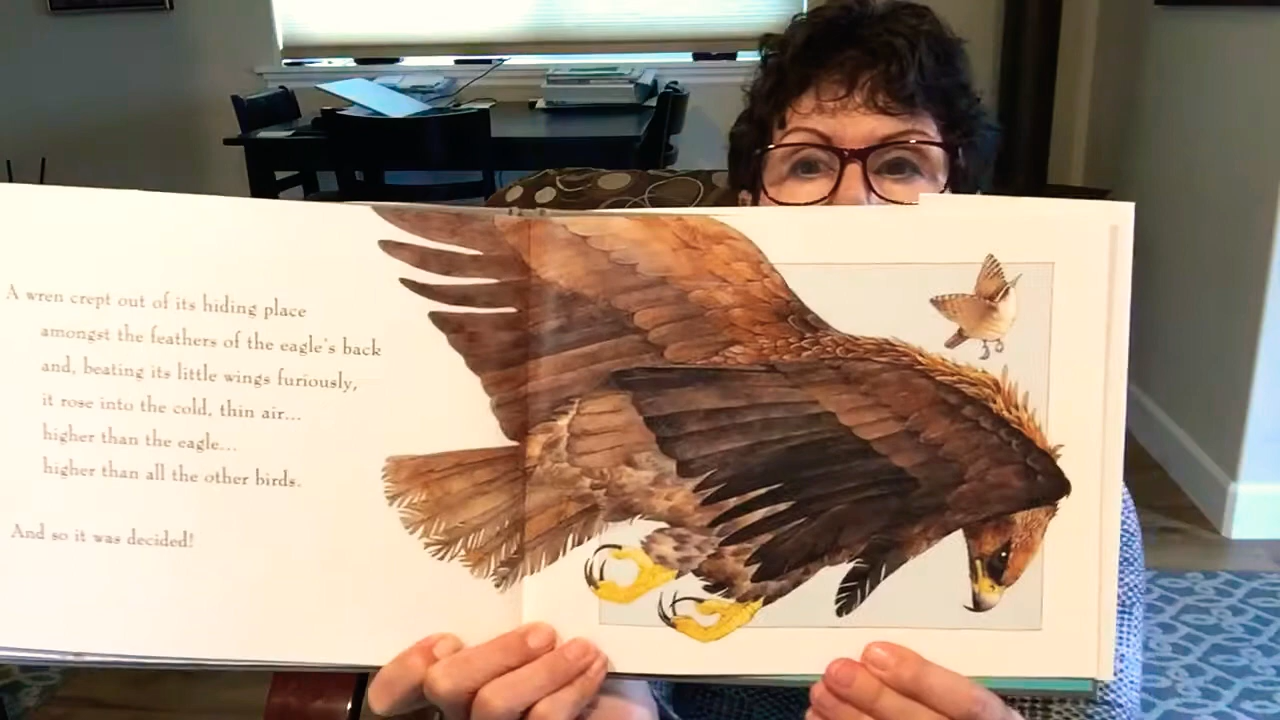 A wren crept out of its hiding place
amongst the feathers of the eagle's back
and, beating its little wings furiously,
it rose into the cold, thin air...
higher than the eagle...
higher than all the other birds.
And so it was decided!